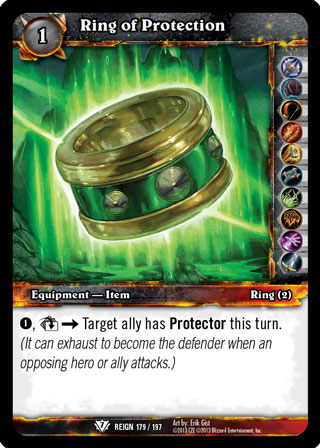 1
Ring of Protection
Equipment — Item
Ring (2)
❶, ➡ Target ally has Protector this turn.
(It can exhaust to become the defender when an
opposing hero or ally attacks.)
REIGN 179 / 197
Art by: Erik Gist
©2013 CZE ©2013 Blizzard Entertainment, Inc.